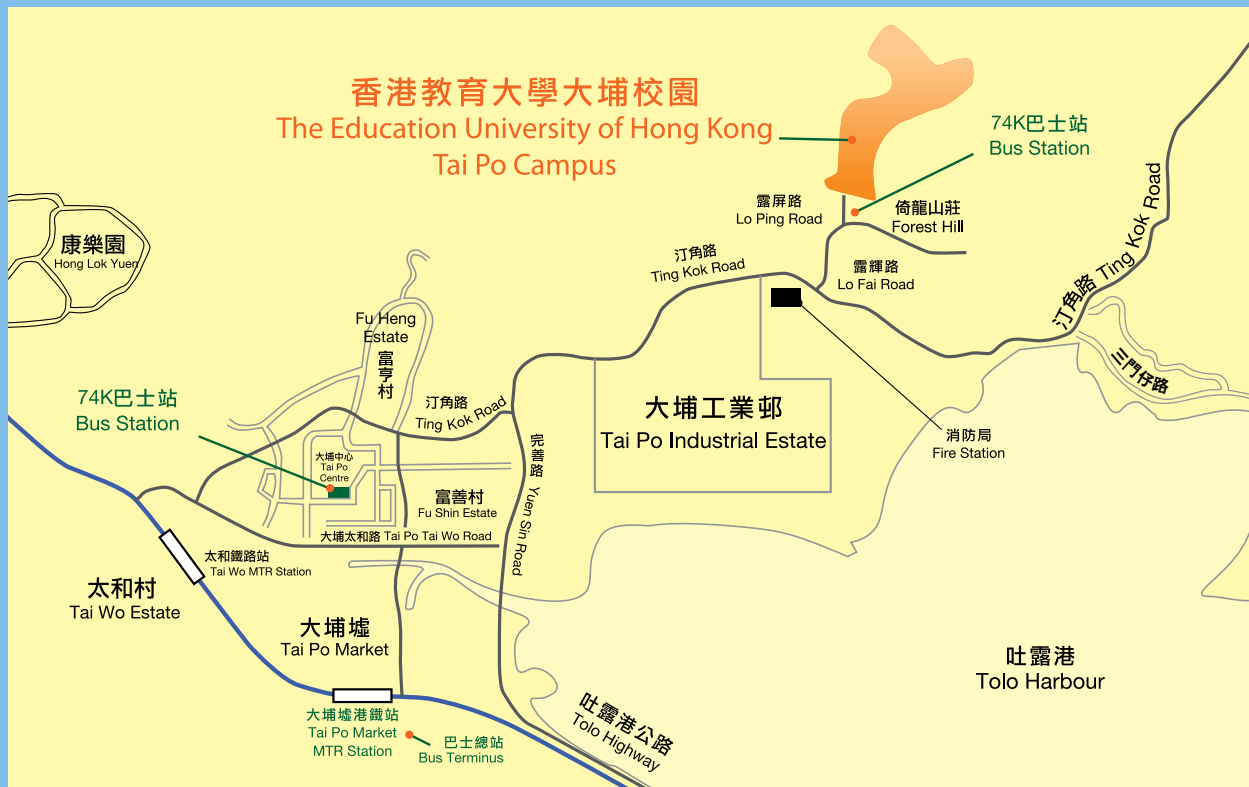 香港教育大學大埔校園
The Education University of Hong Kong
Tai Po Campus
74K巴士站
Bus Station
露屏路
Lo Ping Road
倚龍山莊
Forest Hill
康樂園
Hong Lok Yuen
汀角路
Ting Kok Road
露輝路
Lo Fai Road
汀角路 Ting Kok Road
Fu Heng
Estate
富亨村
三門仔路
74K巴士站
Bus Station
汀角路
Ting Kok Road
大埔工業邨
Tai Po Industrial Estate
消防局
Fire Station
大埔中心
Tai Po
Centre
完善路 Yuen Sin Road
富善村
Fu Shin Estate
大埔太和路 Tai Po Tai Wo Road
太和鐵路站
Tai Wo MTR Station
太和村
Tai Wo Estate
大埔墟
Tai Po Market
吐露港
Tolo Harbour
大埔墟港鐵站
Tai Po Market
MTR Station
巴士總站
Bus Terminus
吐露港公路
Tolo Highway